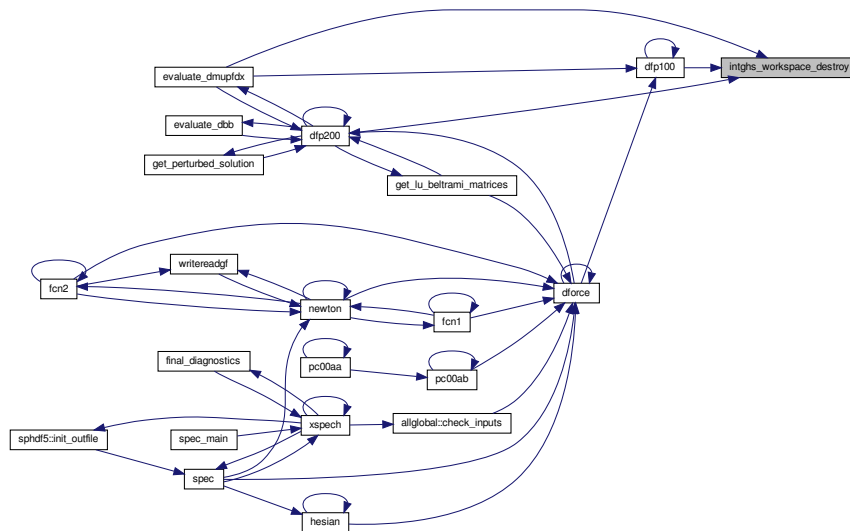 intghs_workspace_destroy
dfp100
evaluate_dmupfdx
evaluate_dbb
dfp200
get_perturbed_solution
get_lu_beltrami_matrices
writereadgf
fcn2
dforce
newton
fcn1
final_diagnostics
pc00aa
pc00ab
xspech
allglobal::check_inputs
sphdf5::init_outfile
spec_main
spec
hesian